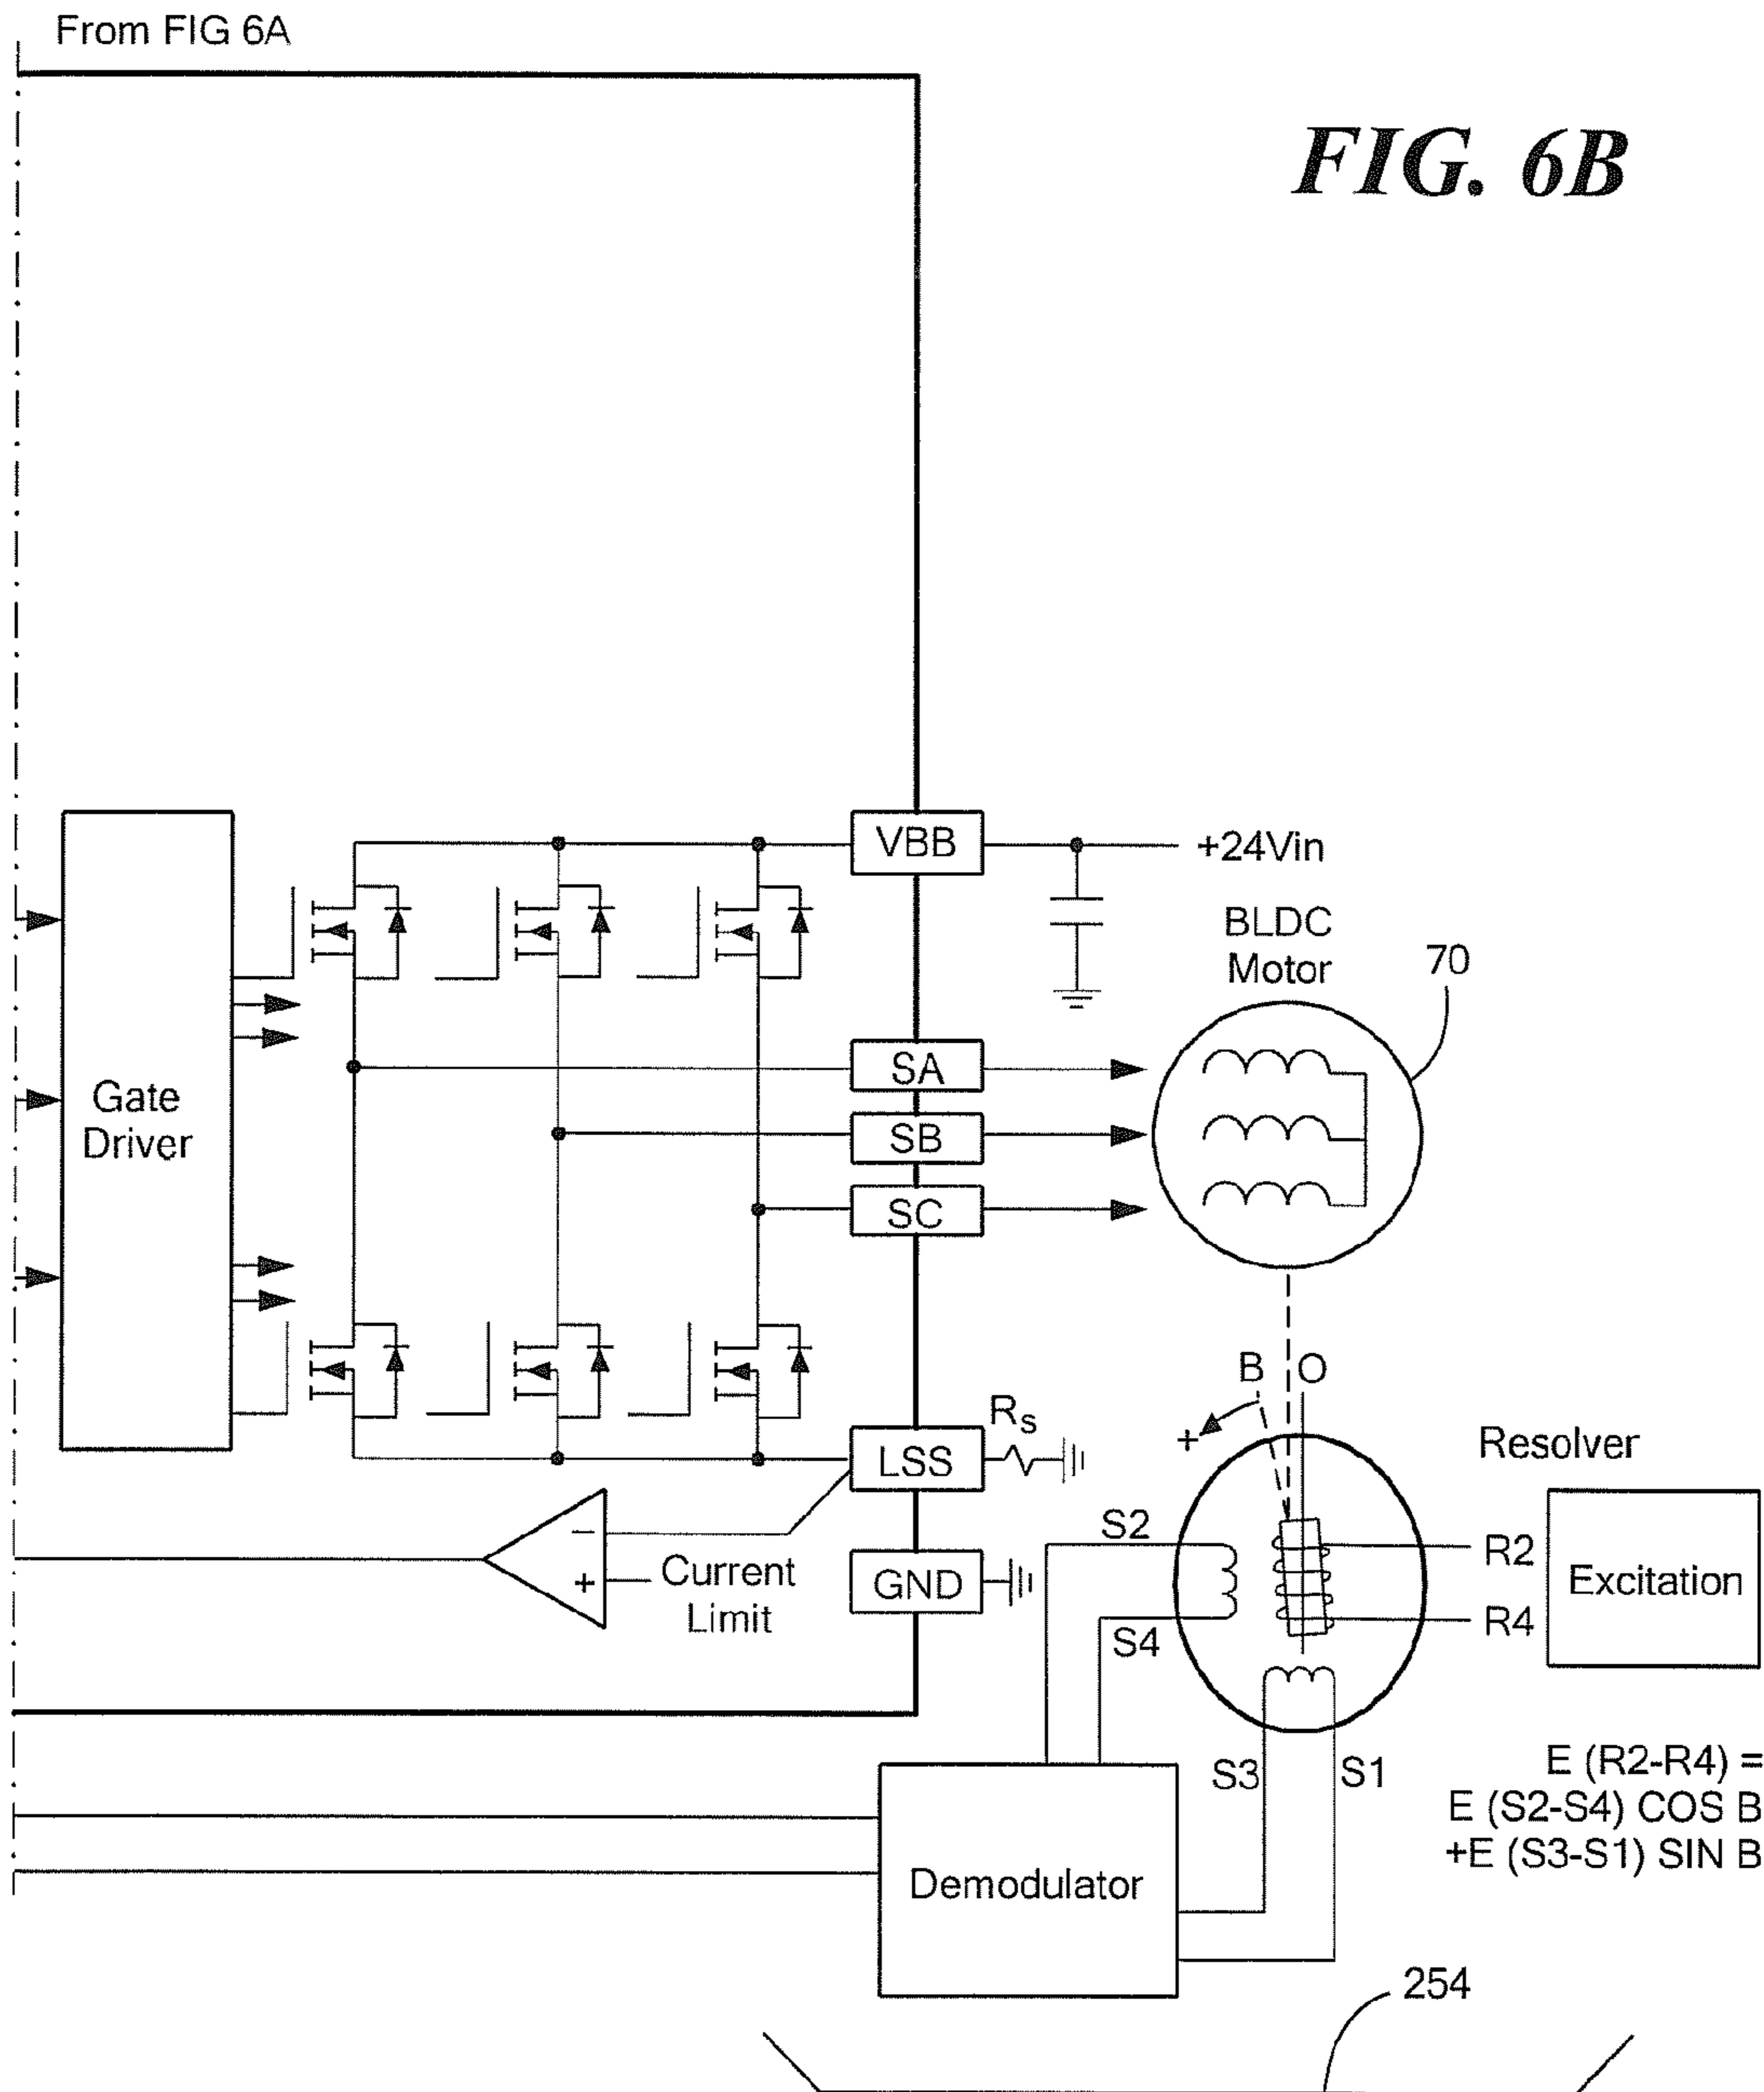 From FIG 6A
FIG. 6B
VBB
+24Vin
BLDC
Motor
70
SA
SB
SC
Gate
Driver
B
O
+
Rs
LSS
Resolver
S2
R2
Excitation
−
+
Current
Limit
GND
S4
R4
S3
S1
E (R2-R4) =
E (S2-S4) COS B
+E (S3-S1) SIN B
Demodulator
254